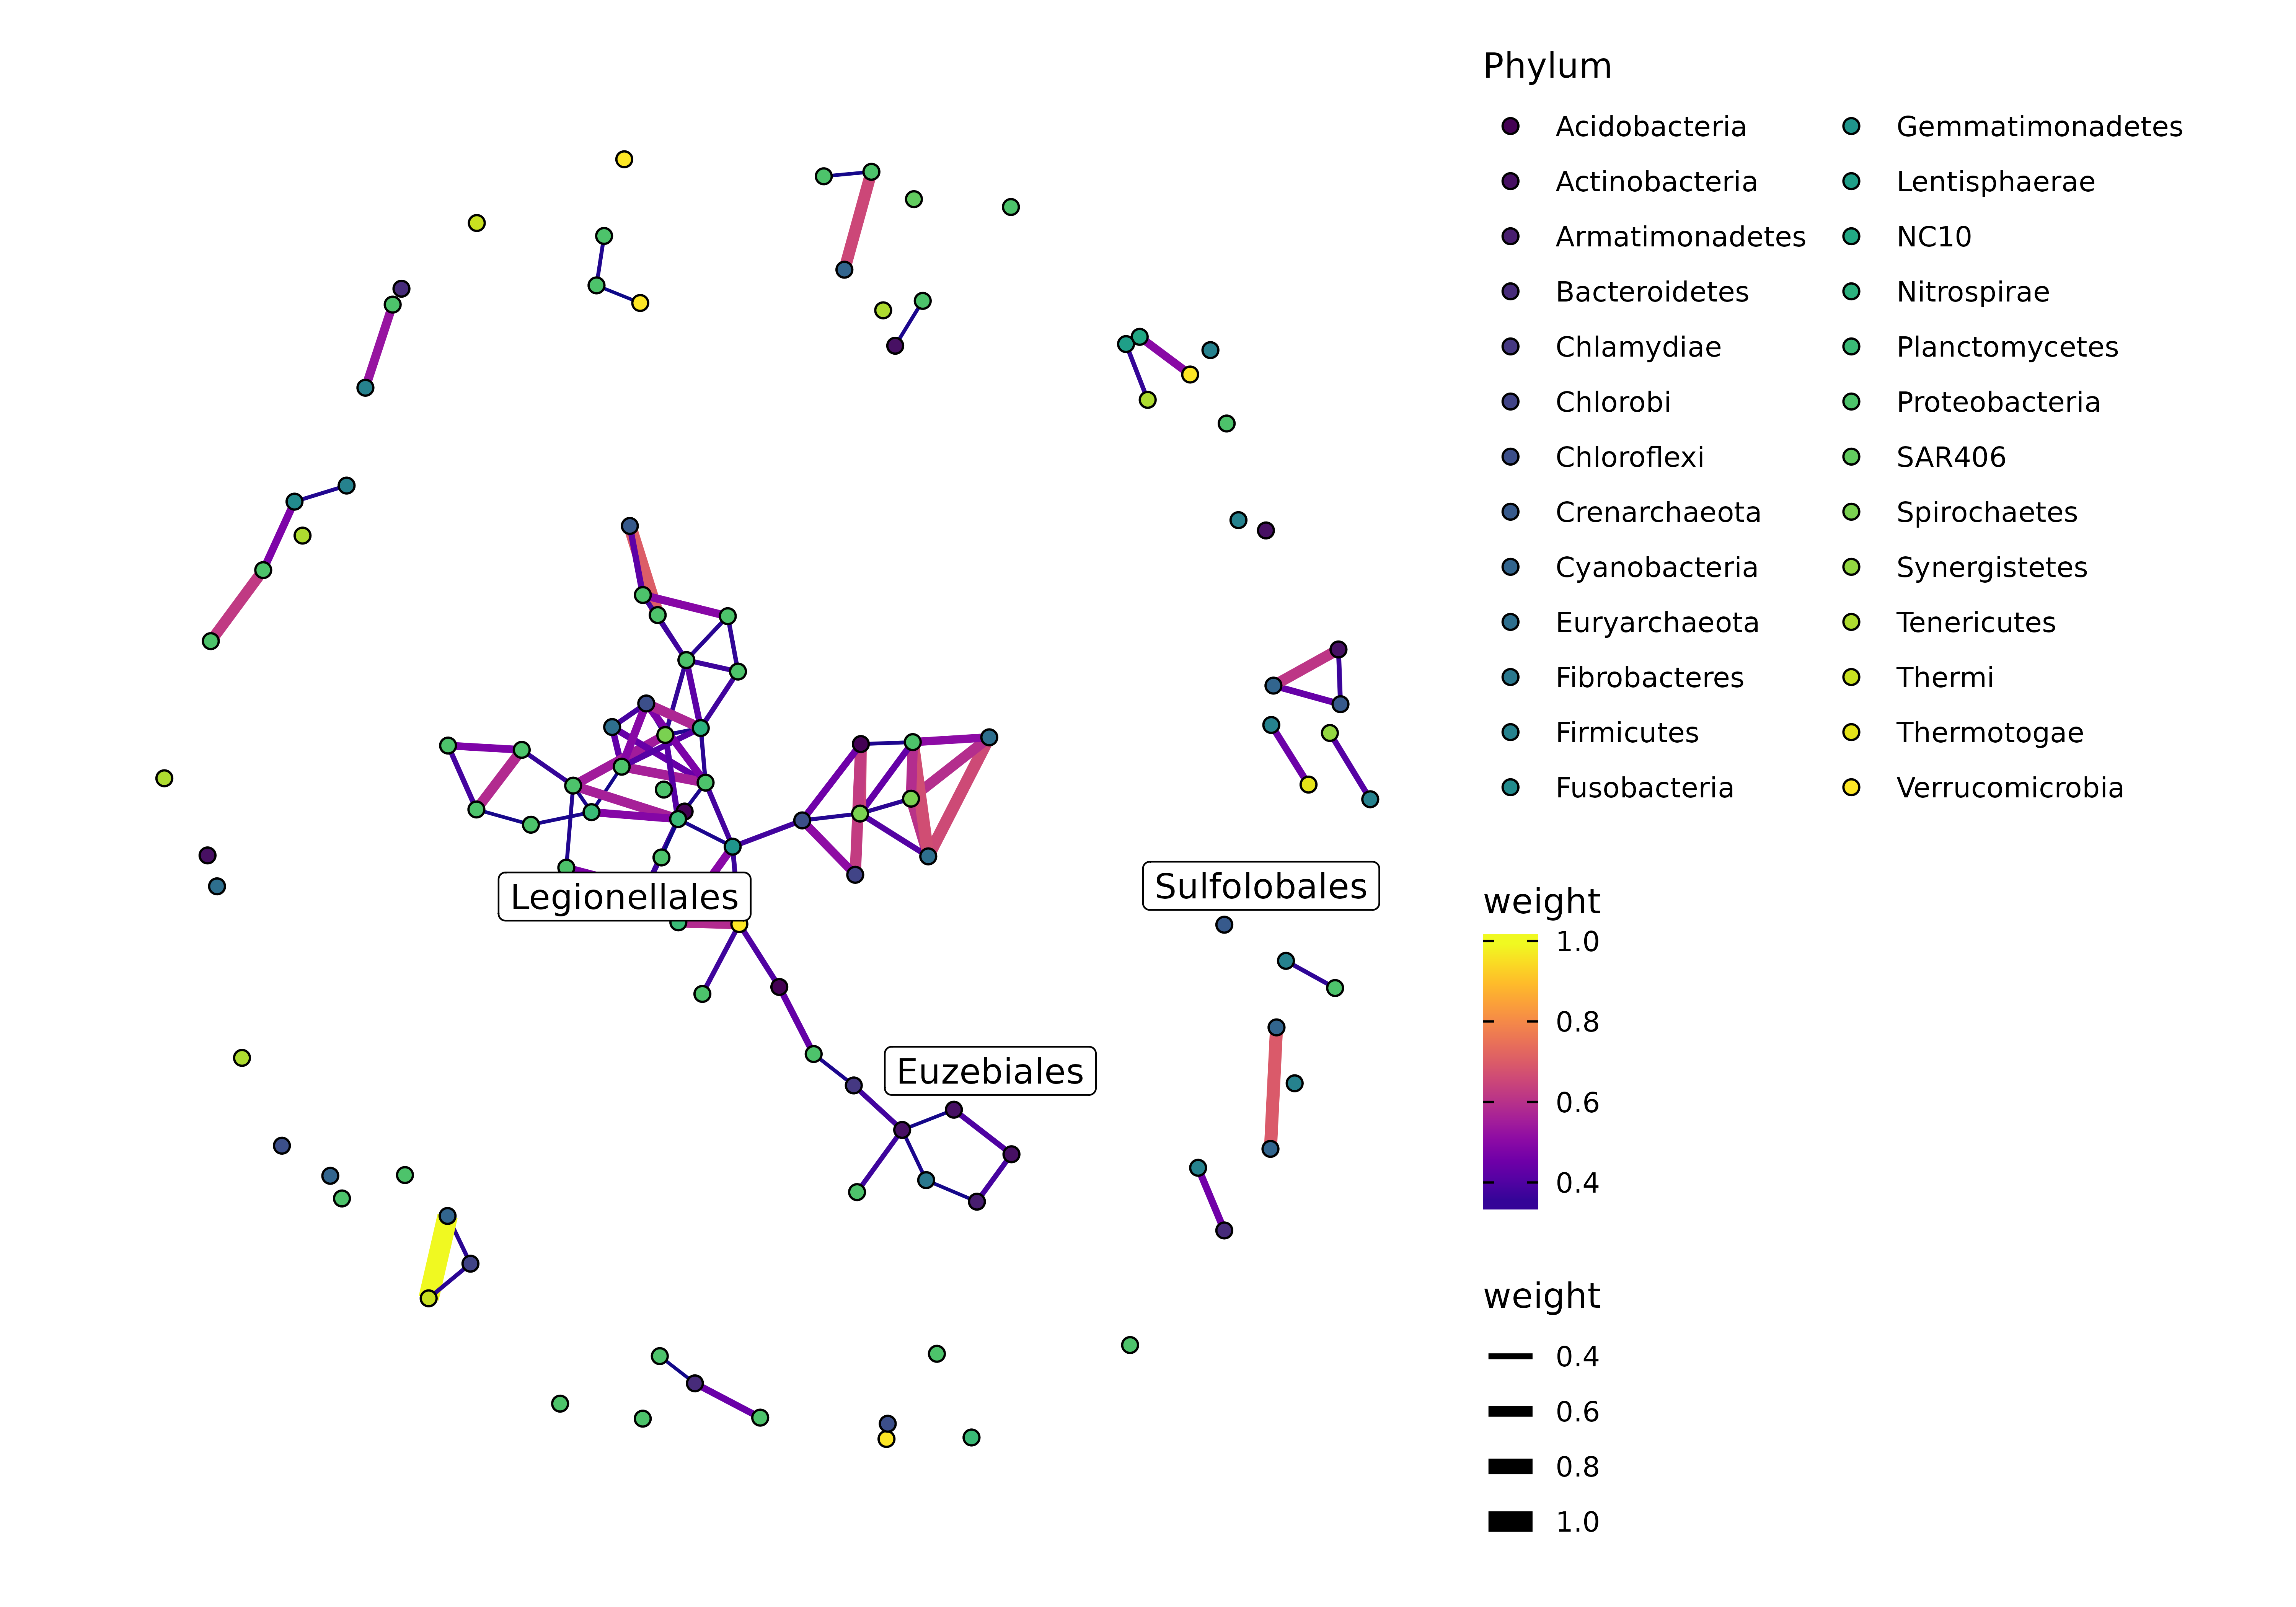 Phylum
Acidobacteria
Actinobacteria
Armatimonadetes
Bacteroidetes
Chlamydiae
Chlorobi
Chloroflexi
Crenarchaeota
Cyanobacteria
Euryarchaeota
Fibrobacteres
Firmicutes
Fusobacteria
Gemmatimonadetes
Lentisphaerae
NC10
Nitrospirae
Planctomycetes
Proteobacteria
SAR406
Spirochaetes
Synergistetes
Tenericutes
Thermi
Thermotogae
Verrucomicrobia
Legionellales
Sulfolobales
Euzebiales
weight
1.0
0.8
0.6
0.4
weight
0.4
0.6
0.8
1.0